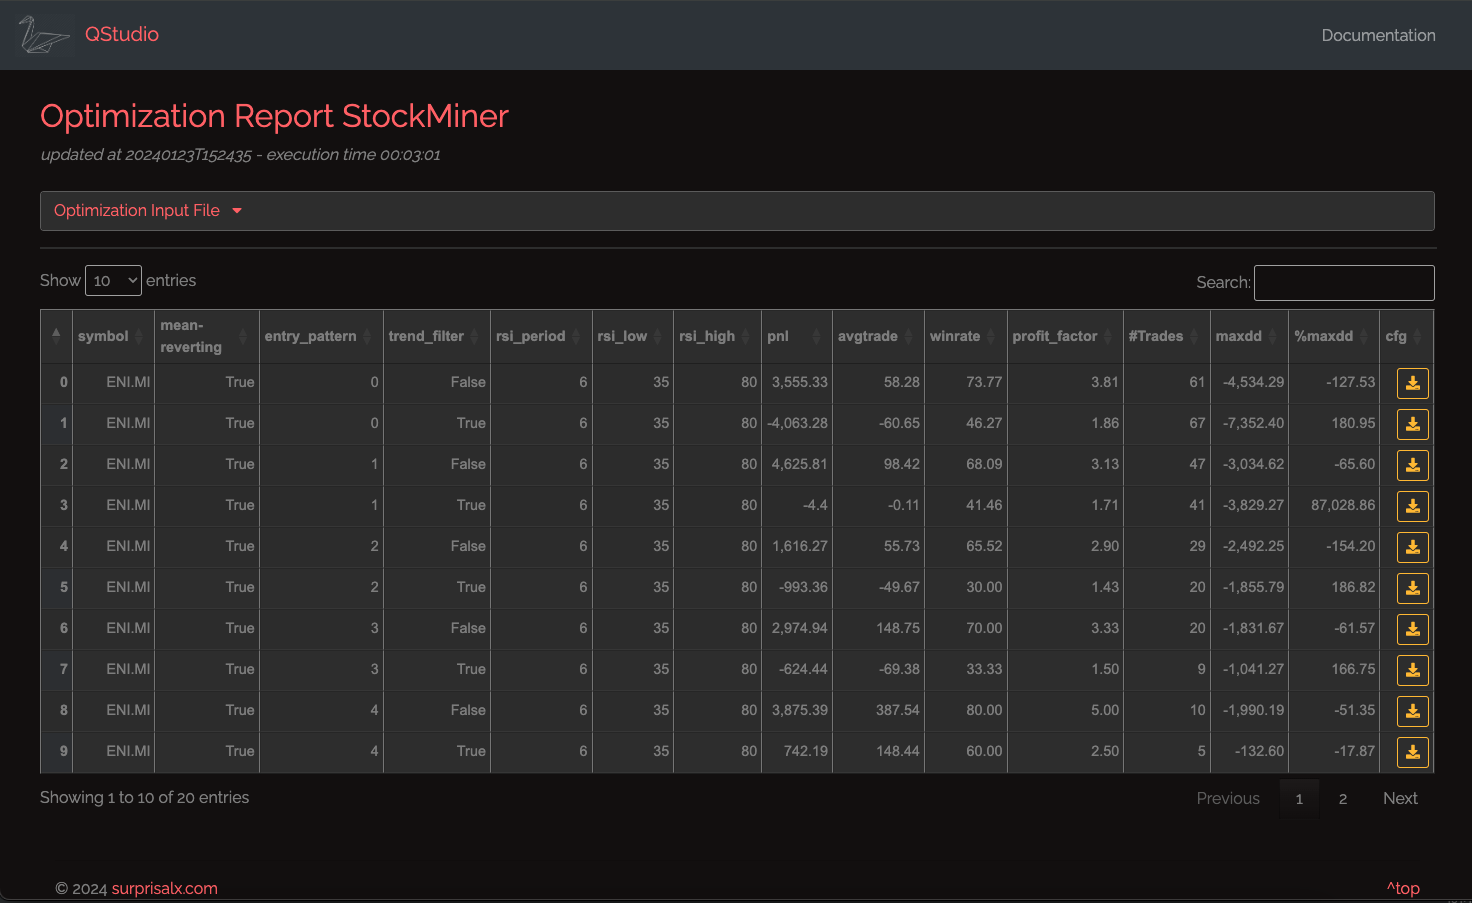 QStudio
Documentation
Optimization Report StockMiner
updated at 20240123T152435 - execution time 00:03:01
Optimization Input File
Show 10 entries
Search:
symbol mean-reverting entry_pattern trend_filter rsi_period rsi_low rsi_high pnl avgtrade winrate profit_factor #Trades maxdd %maxdd cfg
0 ENI.MI True 0 False 6 35 80 3,555.33 58.28 73.77 3.81 61 -4,534.29 -127.53
1 ENI.MI True 0 True 6 35 80 -4,063.28 -60.65 46.27 1.86 67 -7,352.40 180.95
2 ENI.MI True 1 False 6 35 80 4,625.81 98.42 68.09 3.13 47 -3,034.62 -65.60
3 ENI.MI True 1 True 6 35 80 -4.4 -0.11 41.46 1.71 41 -3,829.27 87,028.86
4 ENI.MI True 2 False 6 35 80 1,616.27 55.73 65.52 2.90 29 -2,492.25 -154.20
5 ENI.MI True 2 True 6 35 80 -993.36 -49.67 30.00 1.43 20 -1,855.79 186.82
6 ENI.MI True 3 False 6 35 80 2,974.94 148.75 70.00 3.33 20 -1,831.67 -61.57
7 ENI.MI True 3 True 6 35 80 -624.44 -69.38 33.33 1.50 9 -1,041.27 166.75
8 ENI.MI True 4 False 6 35 80 3,875.39 387.54 80.00 5.00 10 -1,990.19 -51.35
9 ENI.MI True 4 True 6 35 80 742.19 148.44 60.00 2.50 5 -132.60 -17.87
Showing 1 to 10 of 20 entries
Previous 1 2 Next
© 2024 surprisalx.com
^top